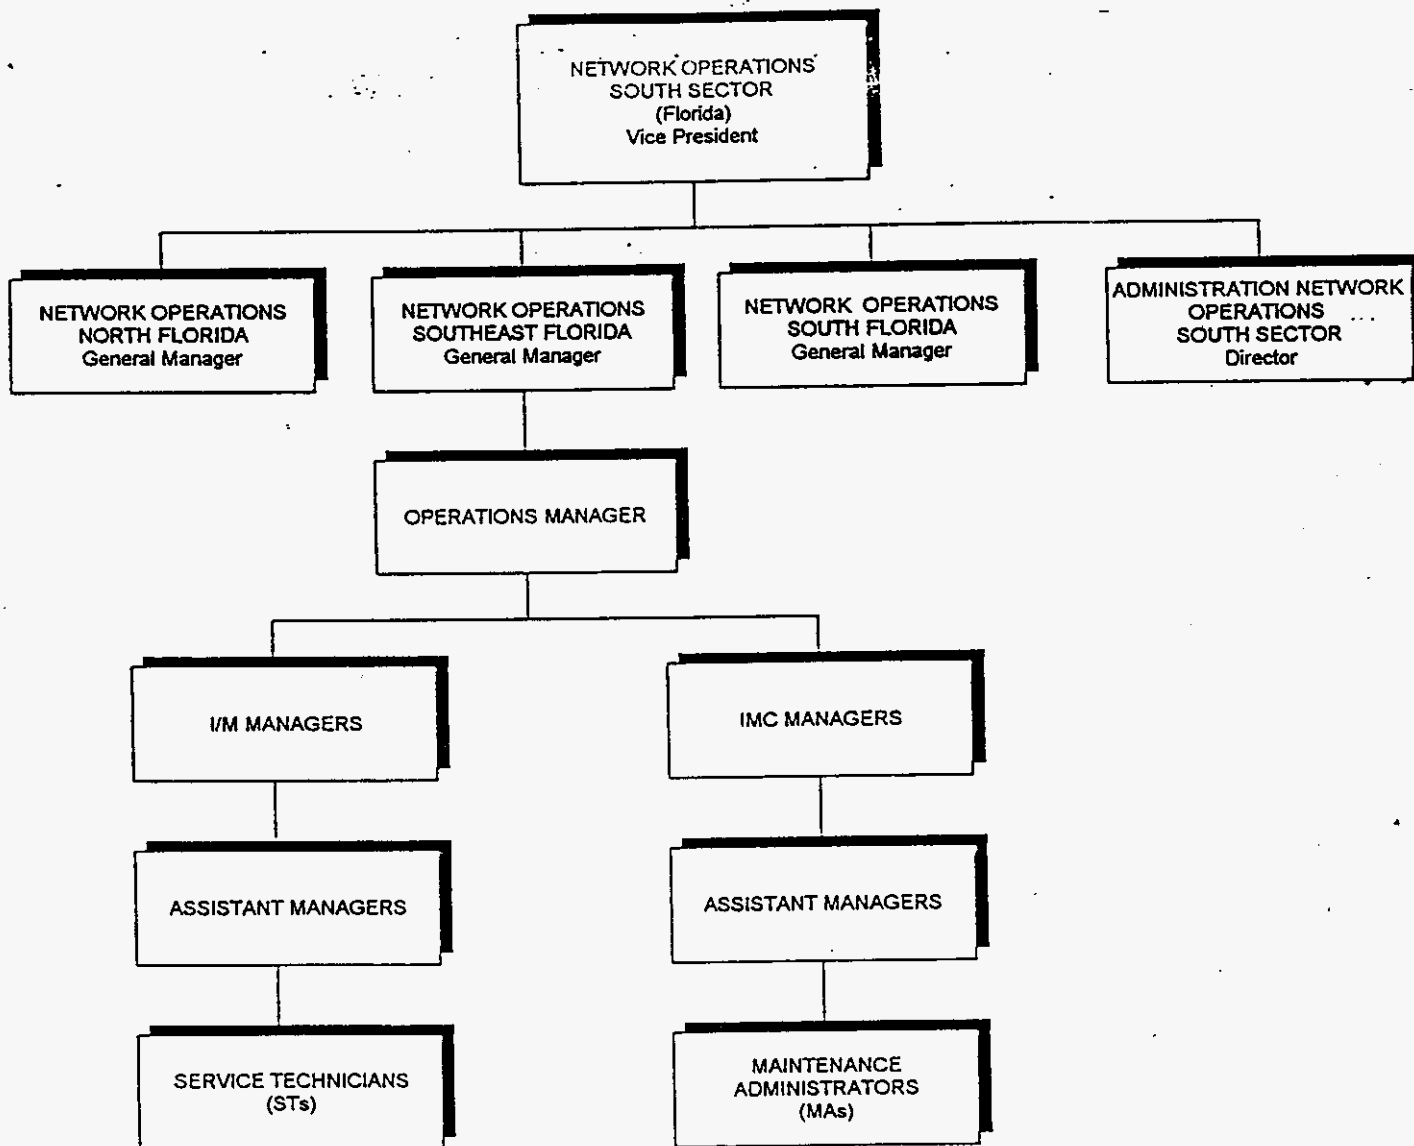 NETWORK OPERATIONS
SOUTH SECTOR
(Florida)
Vice President
NETWORK OPERATIONS
NORTH FLORIDA
General Manager
NETWORK OPERATIONS
SOUTHEAST FLORIDA
General Manager
NETWORK OPERATIONS
SOUTH FLORIDA
General Manager
ADMINISTRATION NETWORK
OPERATIONS
SOUTH SECTOR
Director
OPERATIONS MANAGER
I/M MANAGERS
IMC MANAGERS
ASSISTANT MANAGERS
ASSISTANT MANAGERS
SERVICE TECHNICIANS
(STs)
MAINTENANCE
ADMINISTRATORS
(MAs)